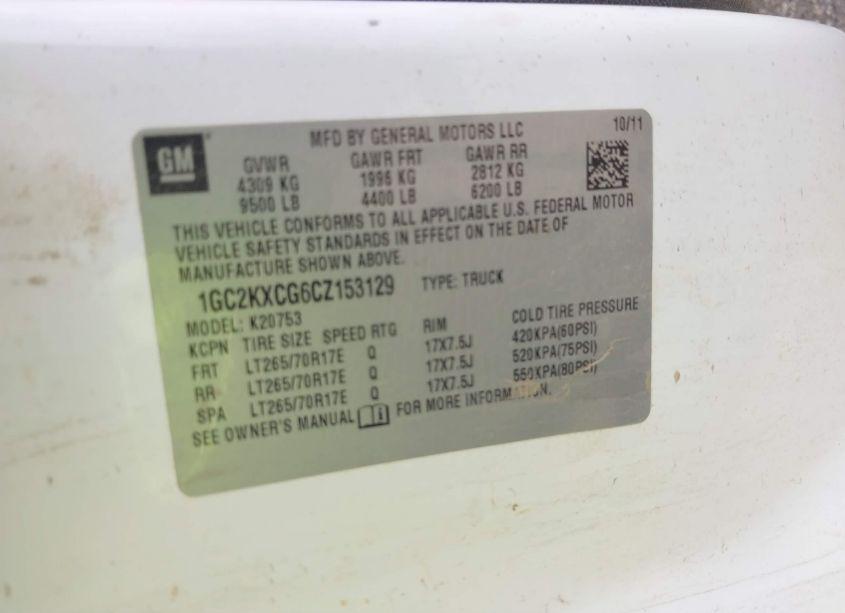 GM
MFD BY GENERAL MOTORS LLC 10/11
GVWR GAWR FRT GAWR RR
4309 KG 1996 KG 2812 KG
9500 LB 4400 LB 6200 LB
THIS VEHICLE CONFORMS TO ALL APPLICABLE U.S. FEDERAL MOTOR
VEHICLE SAFETY STANDARDS IN EFFECT ON THE DATE OF
MANUFACTURE SHOWN ABOVE.
1GC2KXCG6CZ153129 TYPE: TRUCK
MODEL: K20753
KCPN TIRE SIZE SPEED RTG RIM COLD TIRE PRESSURE
FRT LT265/70R17E Q 17X7.5J 420KPA(60PSI)
RR LT265/70R17E Q 17X7.5J 520KPA(75PSI)
SPA LT265/70R17E Q 17X7.5J 550KPA(80PSI)
SEE OWNER'S MANUAL FOR MORE INFORMATION.